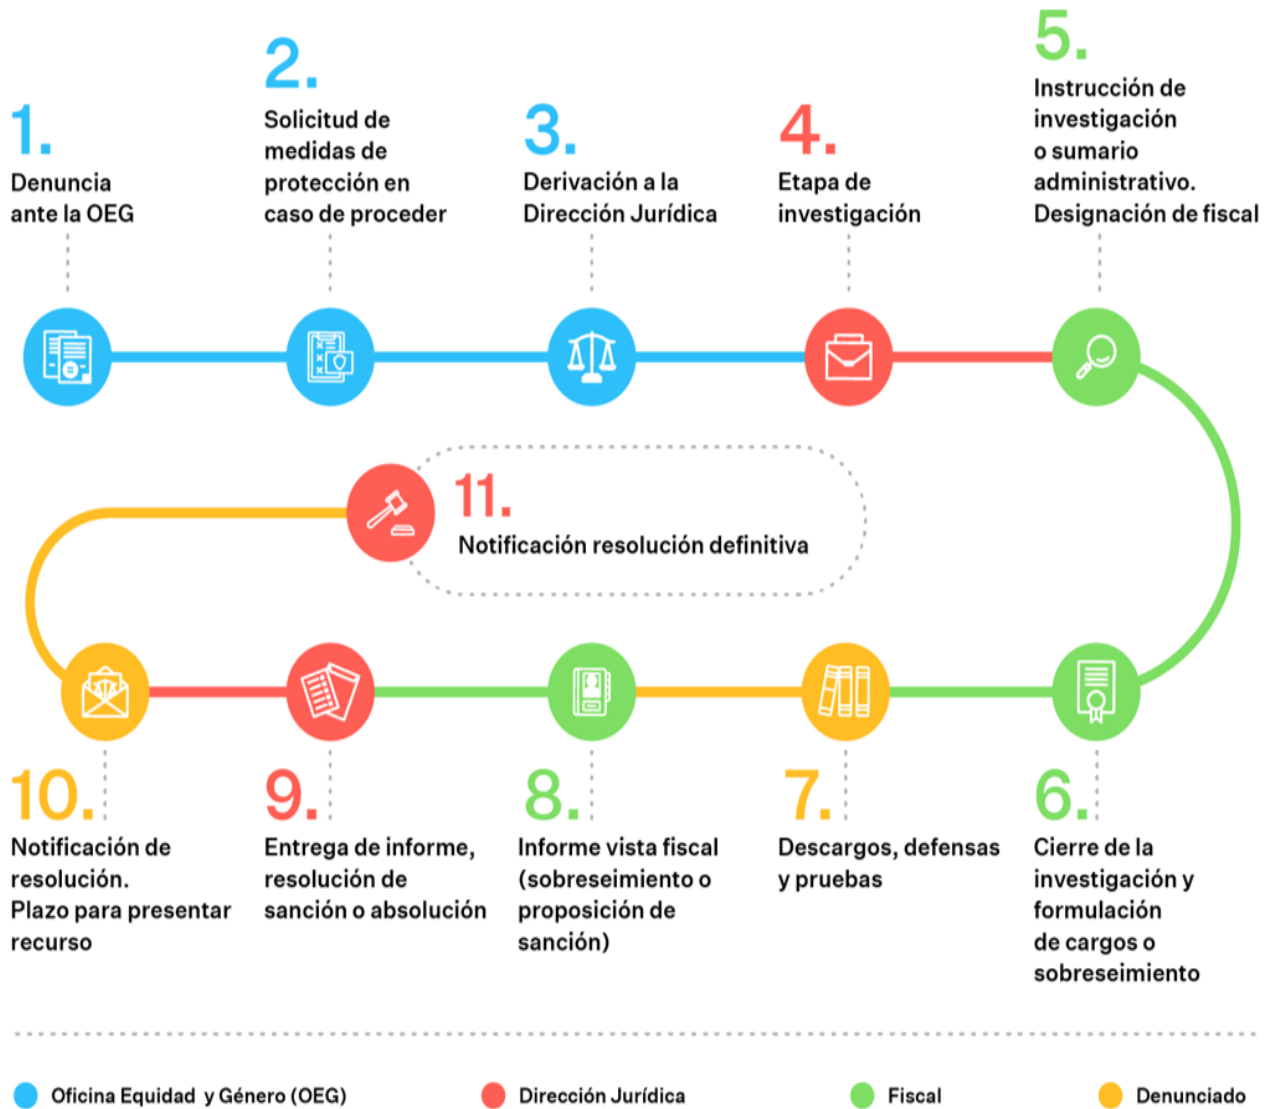 1.
Denuncia
ante la OEG
2.
Solicitud de
medidas de
protección en
caso de proceder
3.
Derivación a la
Dirección Jurídica
4.
Etapa de
investigación
5.
Instrucción de
investigación
o sumario
administrativo.
Designación de fiscal
11.
Notificación resolución definitiva
10.
Notificación de
resolución.
Plazo para presentar
recurso
9.
Entrega de informe,
resolución de
sanción o absolución
8.
Informe vista fiscal
(sobreseimiento o
proposición de
sanción)
7.
Descargos, defensas
y pruebas
6.
Cierre de la
investigación y
formulación
de cargos o
sobreseimiento
Oficina Equidad y Género (OEG)
Dirección Jurídica
Fiscal
Denunciado